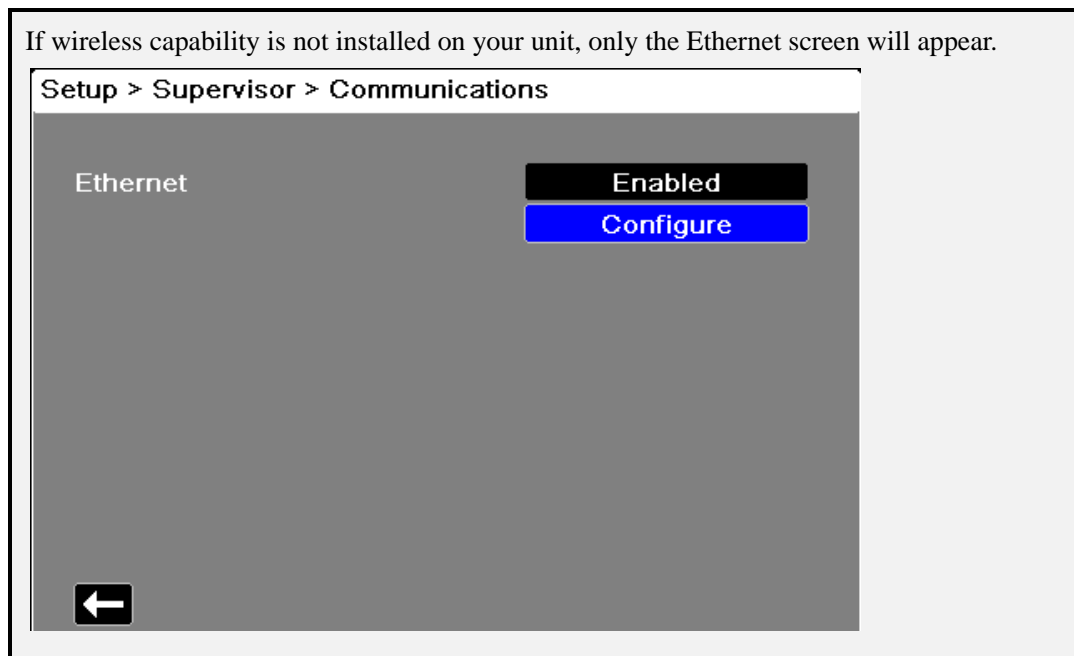 If wireless capability is not installed on your unit, only the Ethernet screen will appear.
Setup > Supervisor > Communications
Ethernet
Enabled
Configure